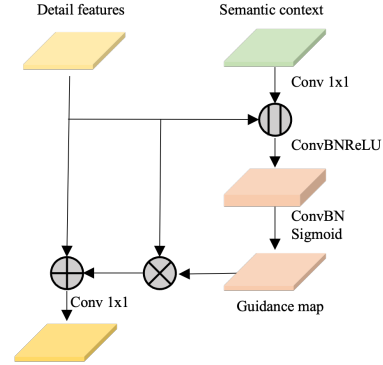 Detail features
Semantic context
Conv 1x1
ConvBNReLU
ConvBN
Sigmoid
Conv 1x1
Guidance map